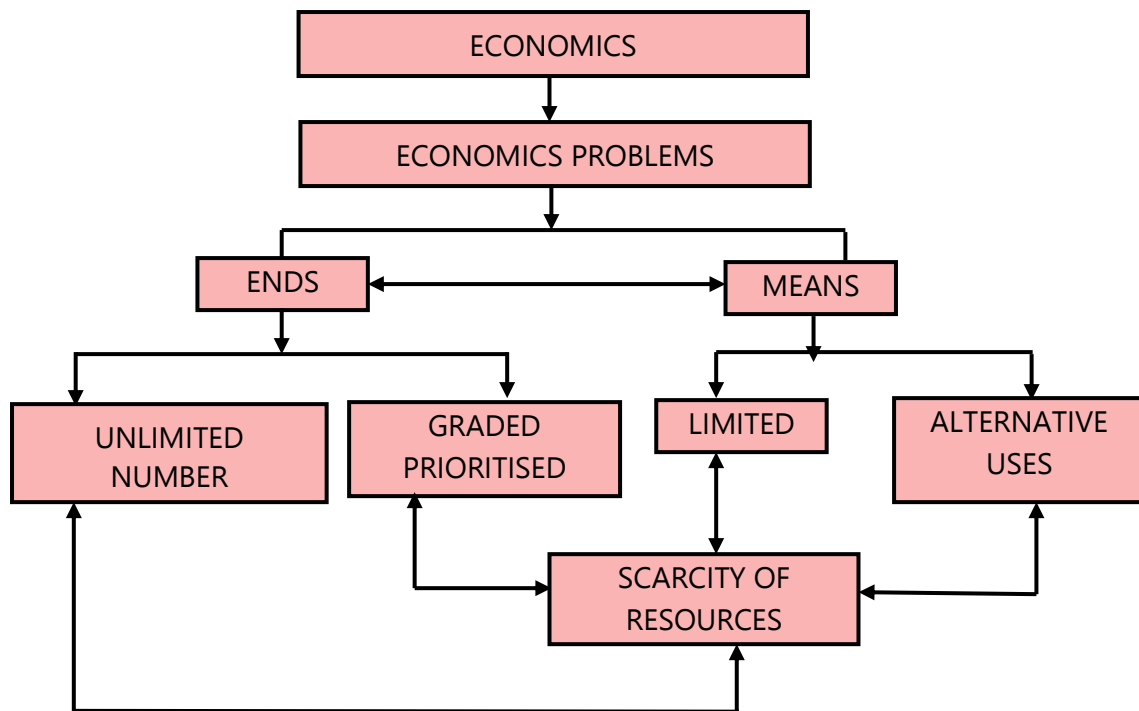 ECONOMICS
ECONOMICS PROBLEMS
ENDS
MEANS
UNLIMITED
NUMBER
GRADED
PRIORITISED
LIMITED
ALTERNATIVE
USES
SCARCITY OF
RESOURCES